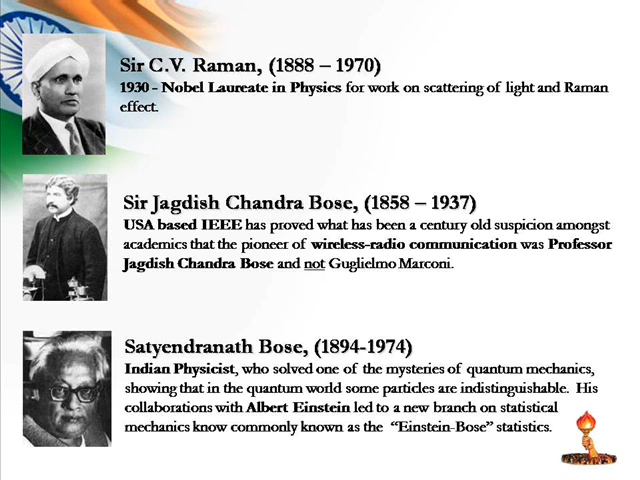 Sir C.V. Raman, (1888 – 1970)
1930 - Nobel Laureate in Physics for work on scattering of light and Raman
effect.
Sir Jagdish Chandra Bose, (1858 – 1937)
USA based IEEE has proved what has been a century old suspicion amongst
academics that the pioneer of wireless-radio communication was Professor
Jagdish Chandra Bose and not Guglielmo Marconi.
Satyendranath Bose, (1894-1974)
Indian Physicist, who solved one of the mysteries of quantum mechanics,
showing that in the quantum world some particles are indistinguishable. His
collaborations with Albert Einstein led to a new branch on statistical
mechanics know commonly known as the “Einstein-Bose” statistics.